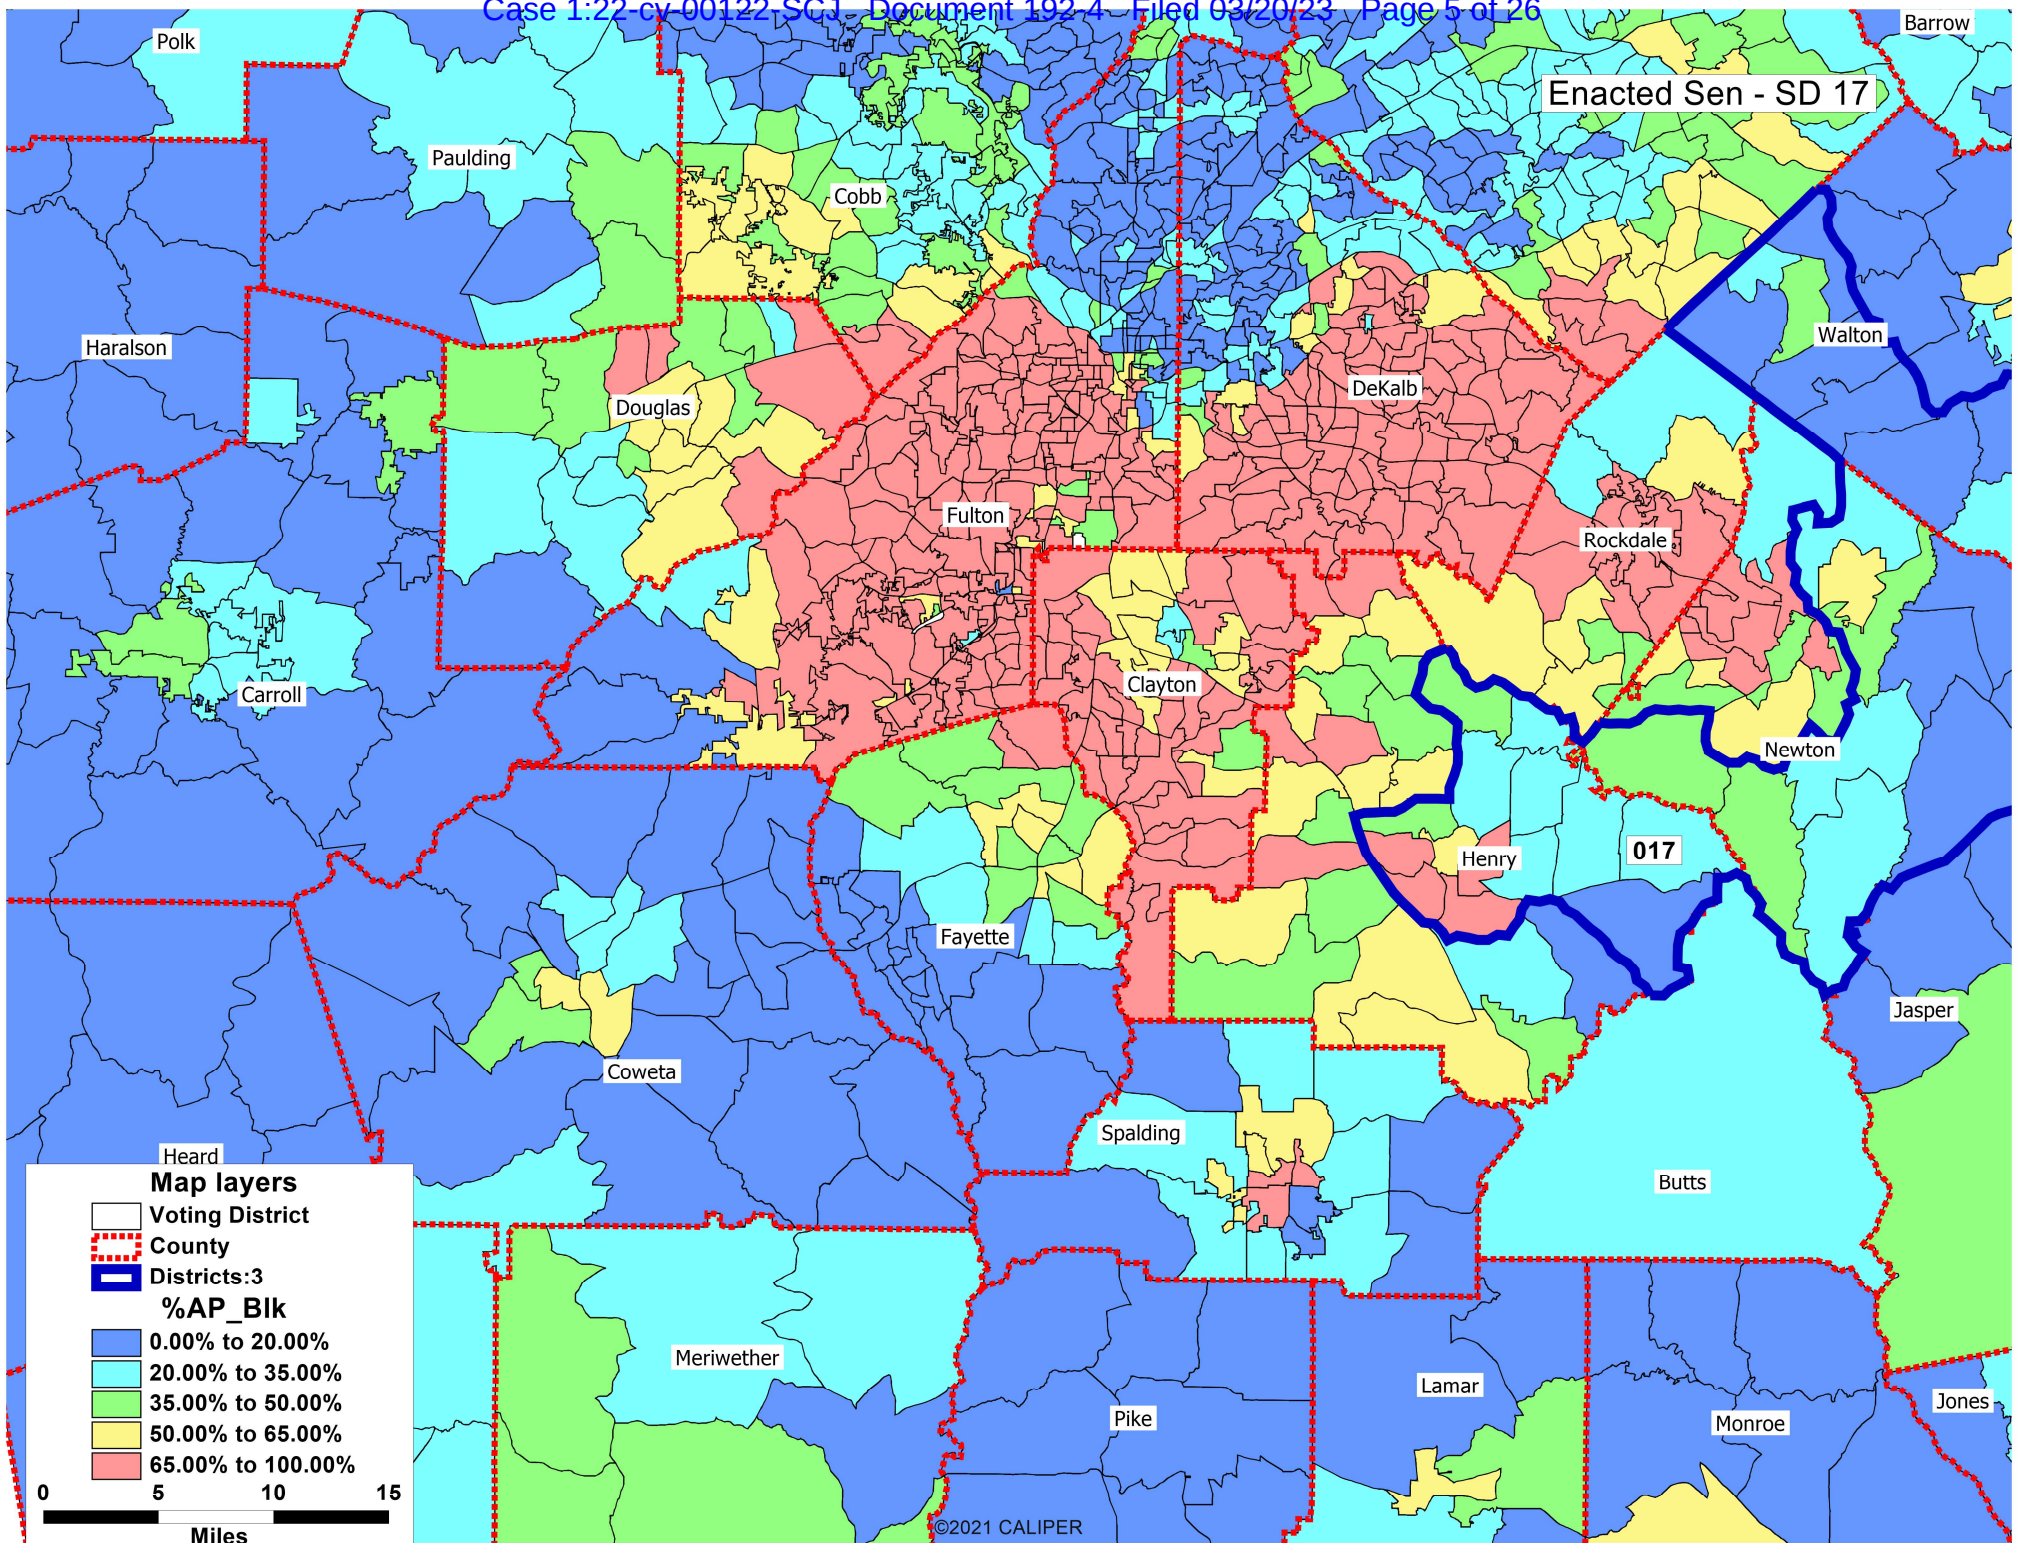 Case 1:22-cv-00122-SCJ Document 192-4 Filed 03/20/23 Page 5 of 26
Barrow
Polk
Enacted Sen - SD 17
Paulding
Cobb
Walton
Haralson
DeKalb
Douglas
Fulton
Rockdale
Clayton
Carroll
Newton
017
Henry
Fayette
Jasper
Coweta
Spalding
Heard
Butts
Map layers
Voting District
County
Districts:3
%AP_Blk
0.00% to 20.00%
20.00% to 35.00%
35.00% to 50.00%
50.00% to 65.00%
65.00% to 100.00%
0 5 10 15
Miles
Meriwether
Lamar
Jones
Pike
Monroe
©2021 CALIPER